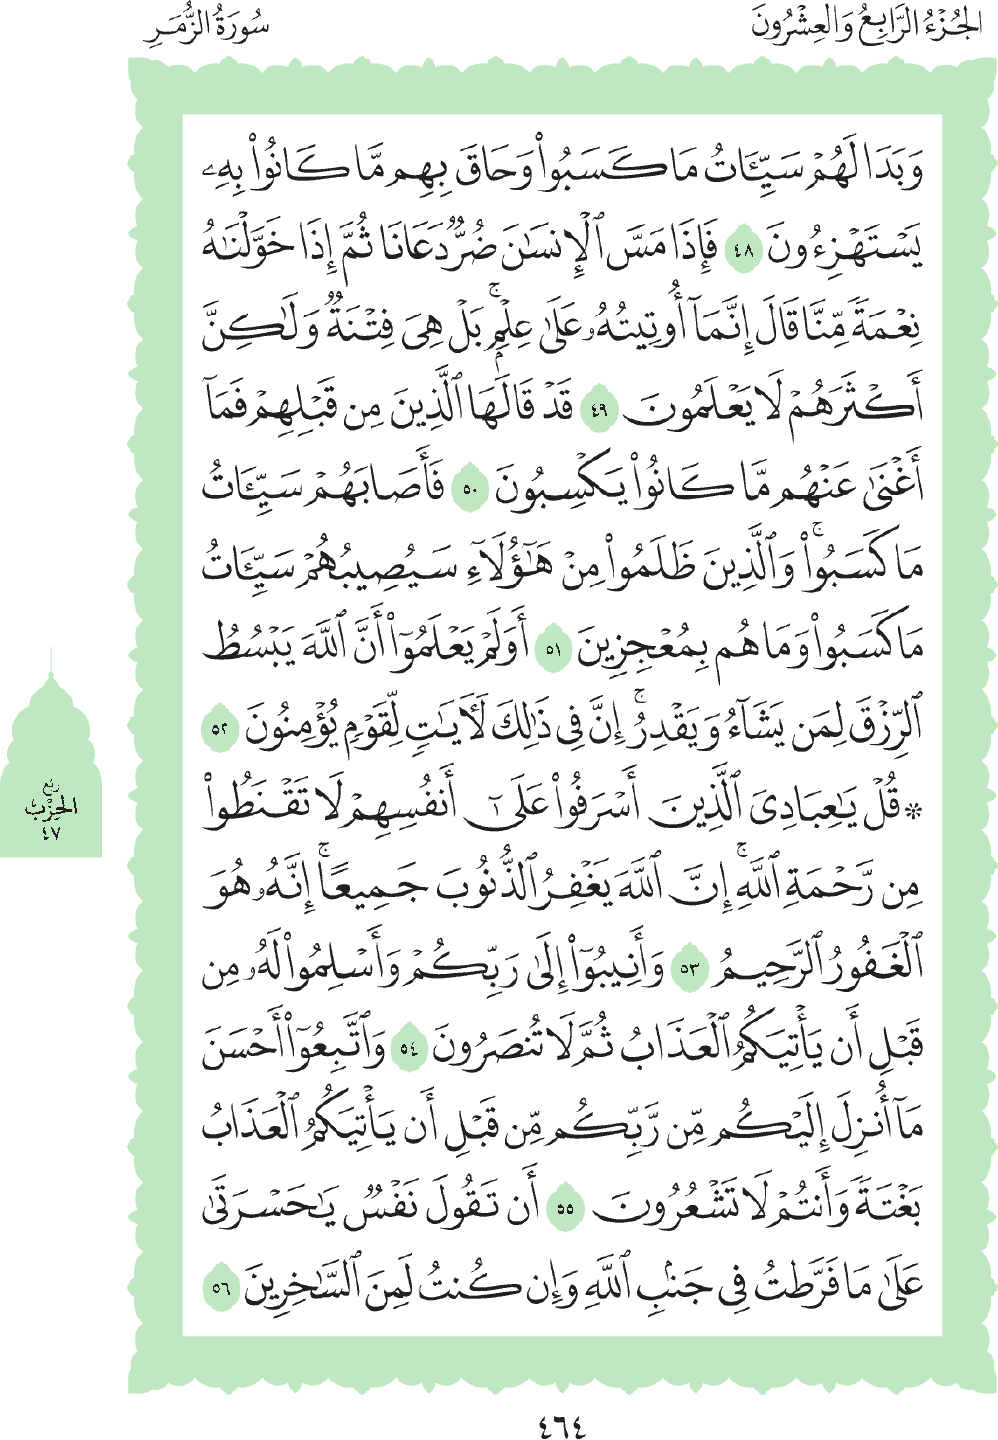 الجُزْءُ الرَّابِعُ وَالعِشْرُونَ
سُورَةُ الزُّمَرِ
وَبَدَا لَهُمْ سَيِّـَٔاتُ مَا كَسَبُوا۟ وَحَاقَ بِهِم مَّا كَانُوا۟ بِهِۦ
يَسْتَهْزِءُونَ ٤٨ فَإِذَا مَسَّ ٱلْإِنسَٰنَ ضُرٌّ دَعَانَا ثُمَّ إِذَا خَوَّلْنَٰهُ
نِعْمَةً مِّنَّا قَالَ إِنَّمَآ أُوتِيتُهُۥ عَلَىٰ عِلْمٍۭ ۚ بَلْ هِىَ فِتْنَةٌ وَلَٰكِنَّ
أَكْثَرَهُمْ لَا يَعْلَمُونَ ٤٩ قَدْ قَالَهَا ٱلَّذِينَ مِن قَبْلِهِمْ فَمَآ
أَغْنَىٰ عَنْهُم مَّا كَانُوا۟ يَكْسِبُونَ ٥٠ فَأَصَابَهُمْ سَيِّـَٔاتُ
مَا كَسَبُوا۟ ۚ وَٱلَّذِينَ ظَلَمُوا۟ مِنْ هَٰٓؤُلَآءِ سَيُصِيبُهُمْ سَيِّـَٔاتُ
مَا كَسَبُوا۟ وَمَا هُم بِمُعْجِزِينَ ٥١ أَوَلَمْ يَعْلَمُوٓا۟ أَنَّ ٱللَّهَ يَبْسُطُ
ٱلرِّزْقَ لِمَن يَشَآءُ وَيَقْدِرُ ۚ إِنَّ فِى ذَٰلِكَ لَـَٔايَٰتٍ لِّقَوْمٍ يُؤْمِنُونَ ٥٢
۞ قُلْ يَٰعِبَادِىَ ٱلَّذِينَ أَسْرَفُوا۟ عَلَىٰٓ أَنفُسِهِمْ لَا تَقْنَطُوا۟
رُبْعُ
الحِزْبِ
٤٧
مِن رَّحْمَةِ ٱللَّهِ ۚ إِنَّ ٱللَّهَ يَغْفِرُ ٱلذُّنُوبَ جَمِيعًا ۚ إِنَّهُۥ هُوَ
ٱلْغَفُورُ ٱلرَّحِيمُ ٥٣ وَأَنِيبُوٓا۟ إِلَىٰ رَبِّكُمْ وَأَسْلِمُوا۟ لَهُۥ مِن
قَبْلِ أَن يَأْتِيَكُمُ ٱلْعَذَابُ ثُمَّ لَا تُنصَرُونَ ٥٤ وَٱتَّبِعُوٓا۟ أَحْسَنَ
مَآ أُنزِلَ إِلَيْكُم مِّن رَّبِّكُم مِّن قَبْلِ أَن يَأْتِيَكُمُ ٱلْعَذَابُ
بَغْتَةً وَأَنتُمْ لَا تَشْعُرُونَ ٥٥ أَن تَقُولَ نَفْسٌ يَٰحَسْرَتَىٰ
عَلَىٰ مَا فَرَّطتُ فِى جَنۢبِ ٱللَّهِ وَإِن كُنتُ لَمِنَ ٱلسَّٰخِرِينَ ٥٦
٤٦٤